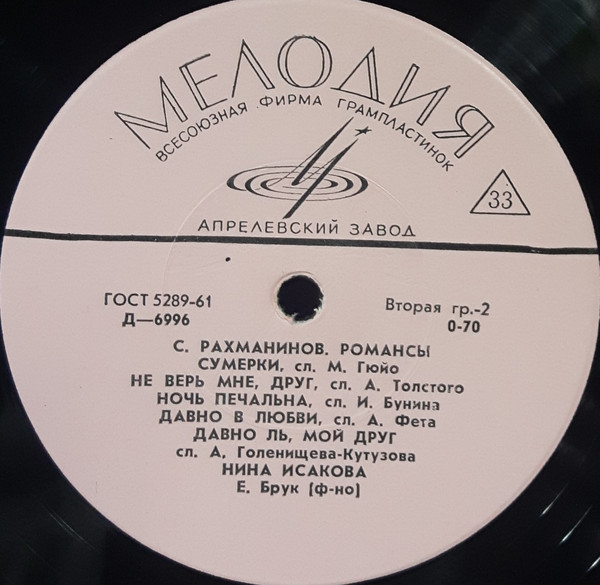 МЕЛОДИЯ
ВСЕСОЮЗНАЯ ФИРМА ГРАМПЛАСТИНОК
33
АПРЕЛЕВСКИЙ ЗАВОД
ГОСТ 5289-61
Вторая гр.-2
Д—6996
0-70
С. РАХМАНИНОВ. РОМАНСЫ
СУМЕРКИ, сл. М. Гюйо
НЕ ВЕРЬ МНЕ, ДРУГ, сл. А. Толстого
НОЧЬ ПЕЧАЛЬНА, сл. И. Бунина
ДАВНО В ЛЮБВИ, сл. А. Фета
ДАВНО ЛЬ, МОЙ ДРУГ
сл. А. Голенищева-Кутузова
НИНА ИСАКОВА
Е. Брук [ф-но]